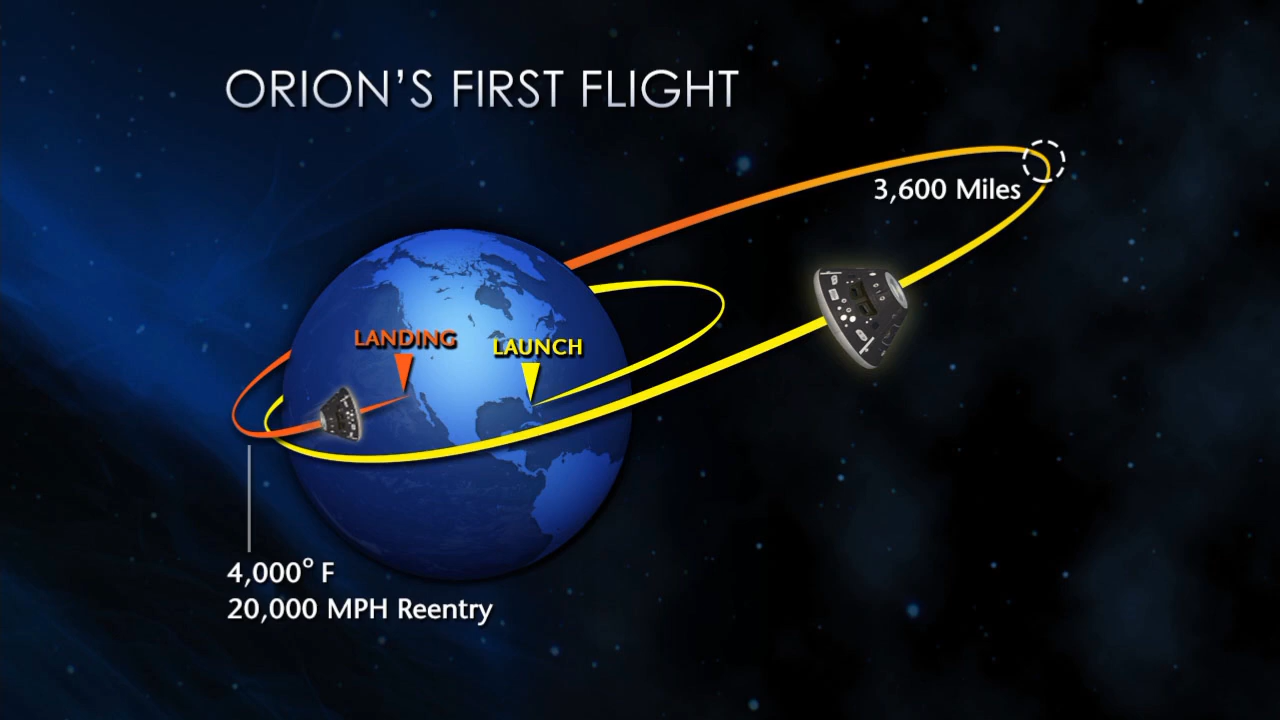 ORION'S FIRST FLIGHT
3,600 Miles
LANDING
LAUNCH
4,000° F
20,000 MPH Reentry